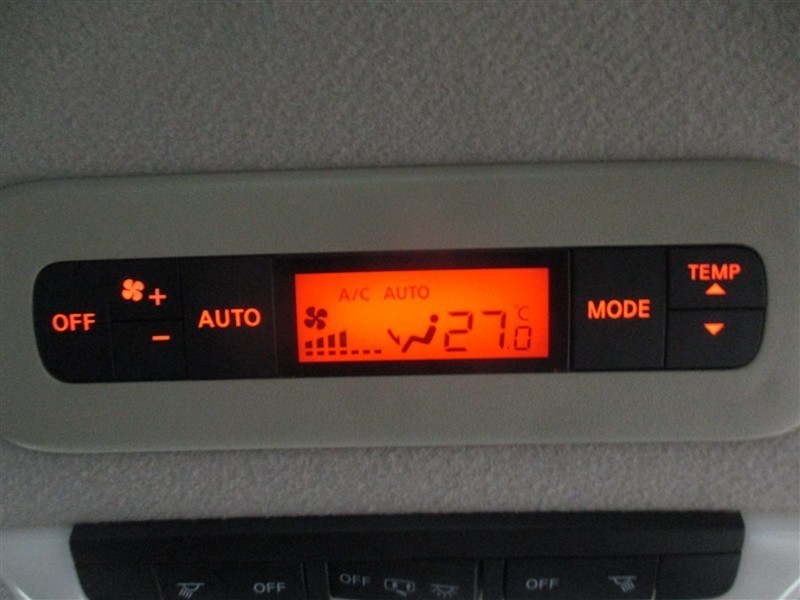 OFF
+
-
AUTO
A/C AUTO
27.0 °C
MODE
TEMP
OFF
OFF
OFF